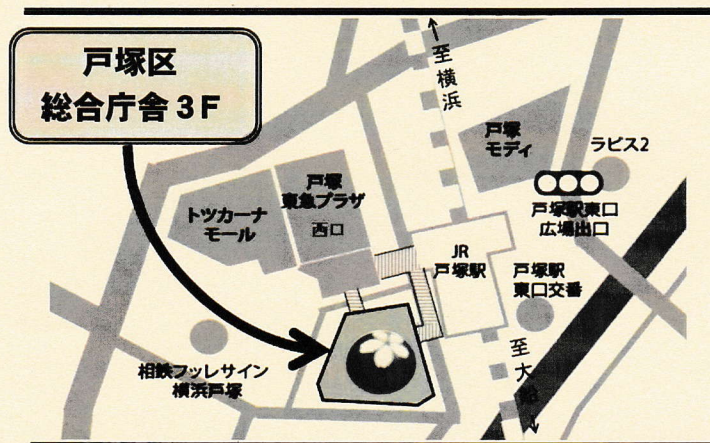 戸塚区
総合庁舎3F
↑至横浜
戸塚
モディ
ラピス2
戸塚駅東口
広場出口
戸塚
東急プラザ
西口
トツカーナ
モール
JR
戸塚駅
戸塚駅
東口交番
相鉄フッレサイン
横浜戸塚
至大船↓